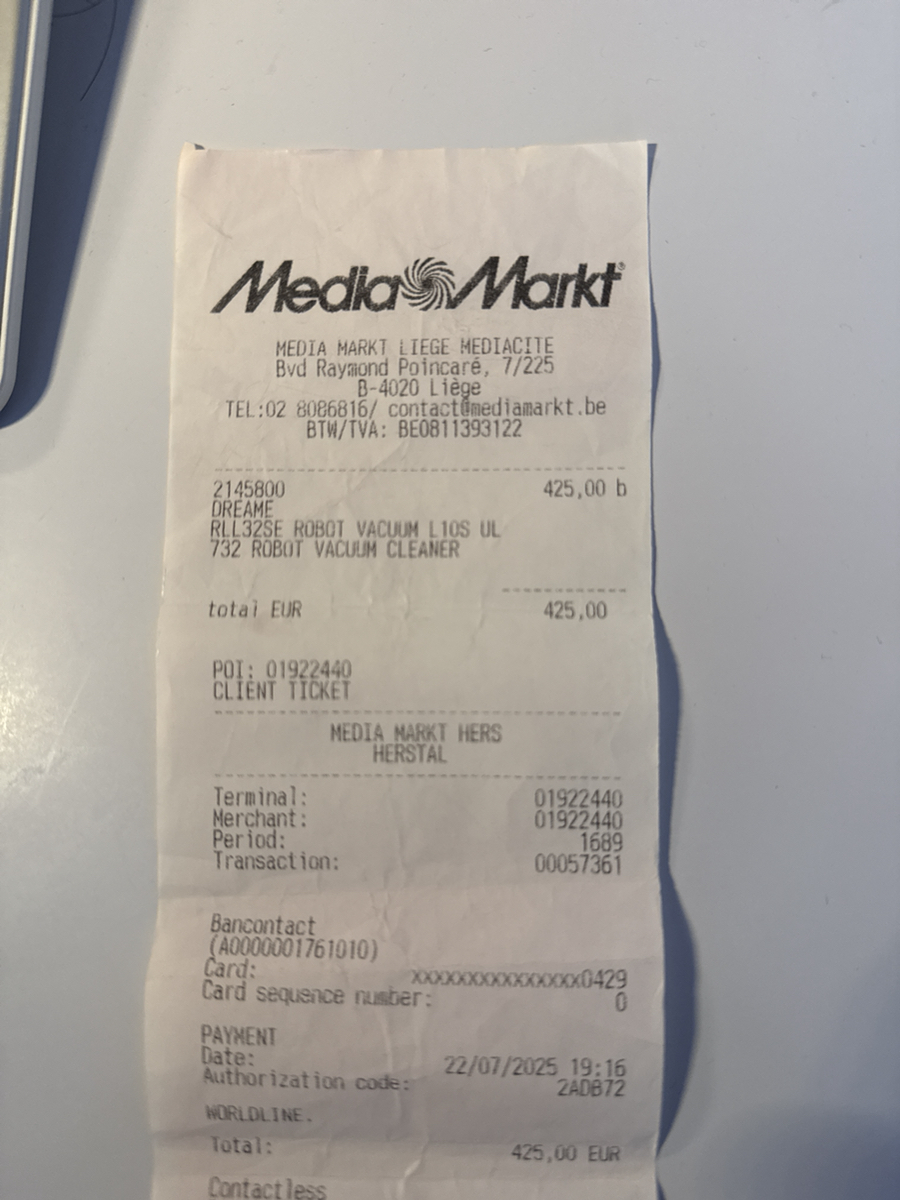 Media Markt®
MEDIA MARKT LIEGE MEDIACITE
Bvd Raymond Poincaré, 7/225
B-4020 Liège
TEL:02 8086816/ contact@mediamarkt.be
BTW/TVA: BE0811393122
2145800 425,00 b
DREAME
RLL32SE ROBOT VACUUM L10S UL
732 ROBOT VACUUM CLEANER
total EUR 425,00
POI: 01922440
CLIENT TICKET
MEDIA MARKT HERS
HERSTAL
Terminal: 01922440
Merchant: 01922440
Period: 1689
Transaction: 00057361
Bancontact
(A0000001761010)
Card: xxxxxxxxxxxxxxx0429
Card sequence number: 0
PAYMENT
Date: 22/07/2025 19:16
Authorization code: 2ADB72
WORLDLINE.
Total: 425,00 EUR
Contactless